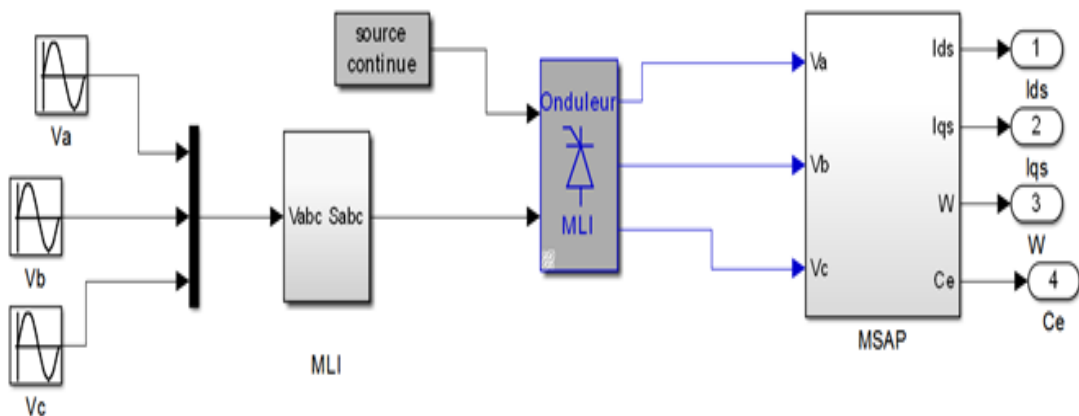 Va
Vb
Vc
Vabc Sabc
MLI
source
continue
Onduleur
MLI
Va
Vb
Vc
Ids
Iqs
W
Ce
MSAP
1
Ids
2
Iqs
3
W
4
Ce